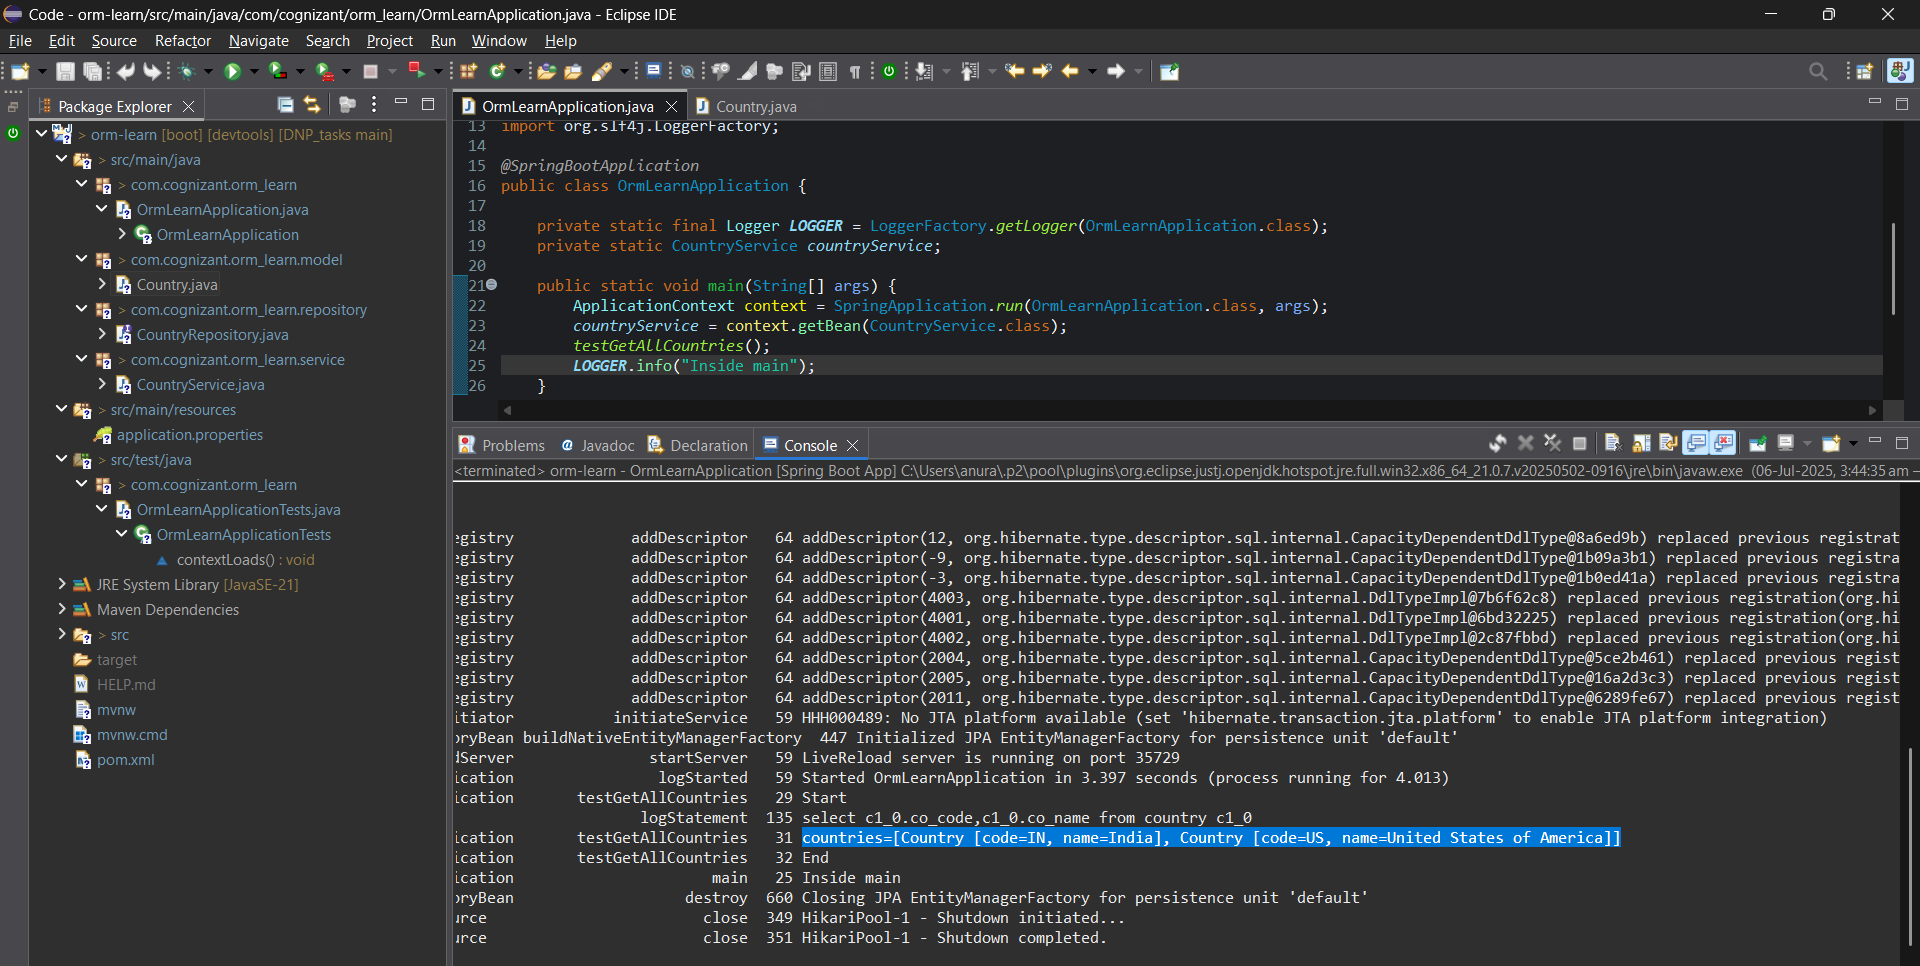 Code - orm-learn/src/main/java/com/cognizant/orm_learn/OrmLearnApplication.java - Eclipse IDE
File Edit Source Refactor Navigate Search Project Run Window Help
Package Explorer
> orm-learn [boot] [devtools] [DNP_tasks main]
> src/main/java
> com.cognizant.orm_learn
OrmLearnApplication.java
OrmLearnApplication
> com.cognizant.orm_learn.model
Country.java
> com.cognizant.orm_learn.repository
CountryRepository.java
> com.cognizant.orm_learn.service
CountryService.java
> src/main/resources
application.properties
> src/test/java
> com.cognizant.orm_learn
OrmLearnApplicationTests.java
OrmLearnApplicationTests
contextLoads() : void
JRE System Library [JavaSE-21]
Maven Dependencies
> src
target
HELP.md
mvnw
mvnw.cmd
pom.xml
OrmLearnApplication.java Country.java
13 import org.slf4j.LoggerFactory;
14
15 @SpringBootApplication
16 public class OrmLearnApplication {
17
18 private static final Logger LOGGER = LoggerFactory.getLogger(OrmLearnApplication.class);
19 private static CountryService countryService;
20
21 public static void main(String[] args) {
22 ApplicationContext context = SpringApplication.run(OrmLearnApplication.class, args);
23 countryService = context.getBean(CountryService.class);
24 testGetAllCountries();
25 LOGGER.info("Inside main");
26 }
Problems Javadoc Declaration Console
<terminated> orm-learn - OrmLearnApplication [Spring Boot App] C:\Users\anura\.p2\pool\plugins\org.eclipse.justj.openjdk.hotspot.jre.full.win32.x86_64_21.0.7.v20250502-0916\jre\bin\javaw.exe (06-Jul-2025, 3:44:35 am –
egistry addDescriptor 64 addDescriptor(12, org.hibernate.type.descriptor.sql.internal.CapacityDependentDdlType@8a6ed9b) replaced previous registrat
egistry addDescriptor 64 addDescriptor(-9, org.hibernate.type.descriptor.sql.internal.CapacityDependentDdlType@1b09a3b1) replaced previous registra
egistry addDescriptor 64 addDescriptor(-3, org.hibernate.type.descriptor.sql.internal.CapacityDependentDdlType@1b0ed41a) replaced previous registra
egistry addDescriptor 64 addDescriptor(4003, org.hibernate.type.descriptor.sql.internal.DdlTypeImpl@7b6f62c8) replaced previous registration(org.hi
egistry addDescriptor 64 addDescriptor(4001, org.hibernate.type.descriptor.sql.internal.DdlTypeImpl@6bd32225) replaced previous registration(org.hi
egistry addDescriptor 64 addDescriptor(4002, org.hibernate.type.descriptor.sql.internal.DdlTypeImpl@2c87fbbd) replaced previous registration(org.hi
egistry addDescriptor 64 addDescriptor(2004, org.hibernate.type.descriptor.sql.internal.CapacityDependentDdlType@5ce2b461) replaced previous regist
egistry addDescriptor 64 addDescriptor(2005, org.hibernate.type.descriptor.sql.internal.CapacityDependentDdlType@16a2d3c3) replaced previous regist
egistry addDescriptor 64 addDescriptor(2011, org.hibernate.type.descriptor.sql.internal.CapacityDependentDdlType@6289fe67) replaced previous regist
itiator initiateService 59 HHH000489: No JTA platform available (set 'hibernate.transaction.jta.platform' to enable JTA platform integration)
oryBean buildNativeEntityManagerFactory 447 Initialized JPA EntityManagerFactory for persistence unit 'default'
dServer startServer 59 LiveReload server is running on port 35729
ication logStarted 59 Started OrmLearnApplication in 3.397 seconds (process running for 4.013)
ication testGetAllCountries 29 Start
logStatement 135 select c1_0.co_code,c1_0.co_name from country c1_0
ication testGetAllCountries 31 countries=[Country [code=IN, name=India], Country [code=US, name=United States of America]]
ication testGetAllCountries 32 End
ication main 25 Inside main
oryBean destroy 660 Closing JPA EntityManagerFactory for persistence unit 'default'
urce close 349 HikariPool-1 - Shutdown initiated...
urce close 351 HikariPool-1 - Shutdown completed.